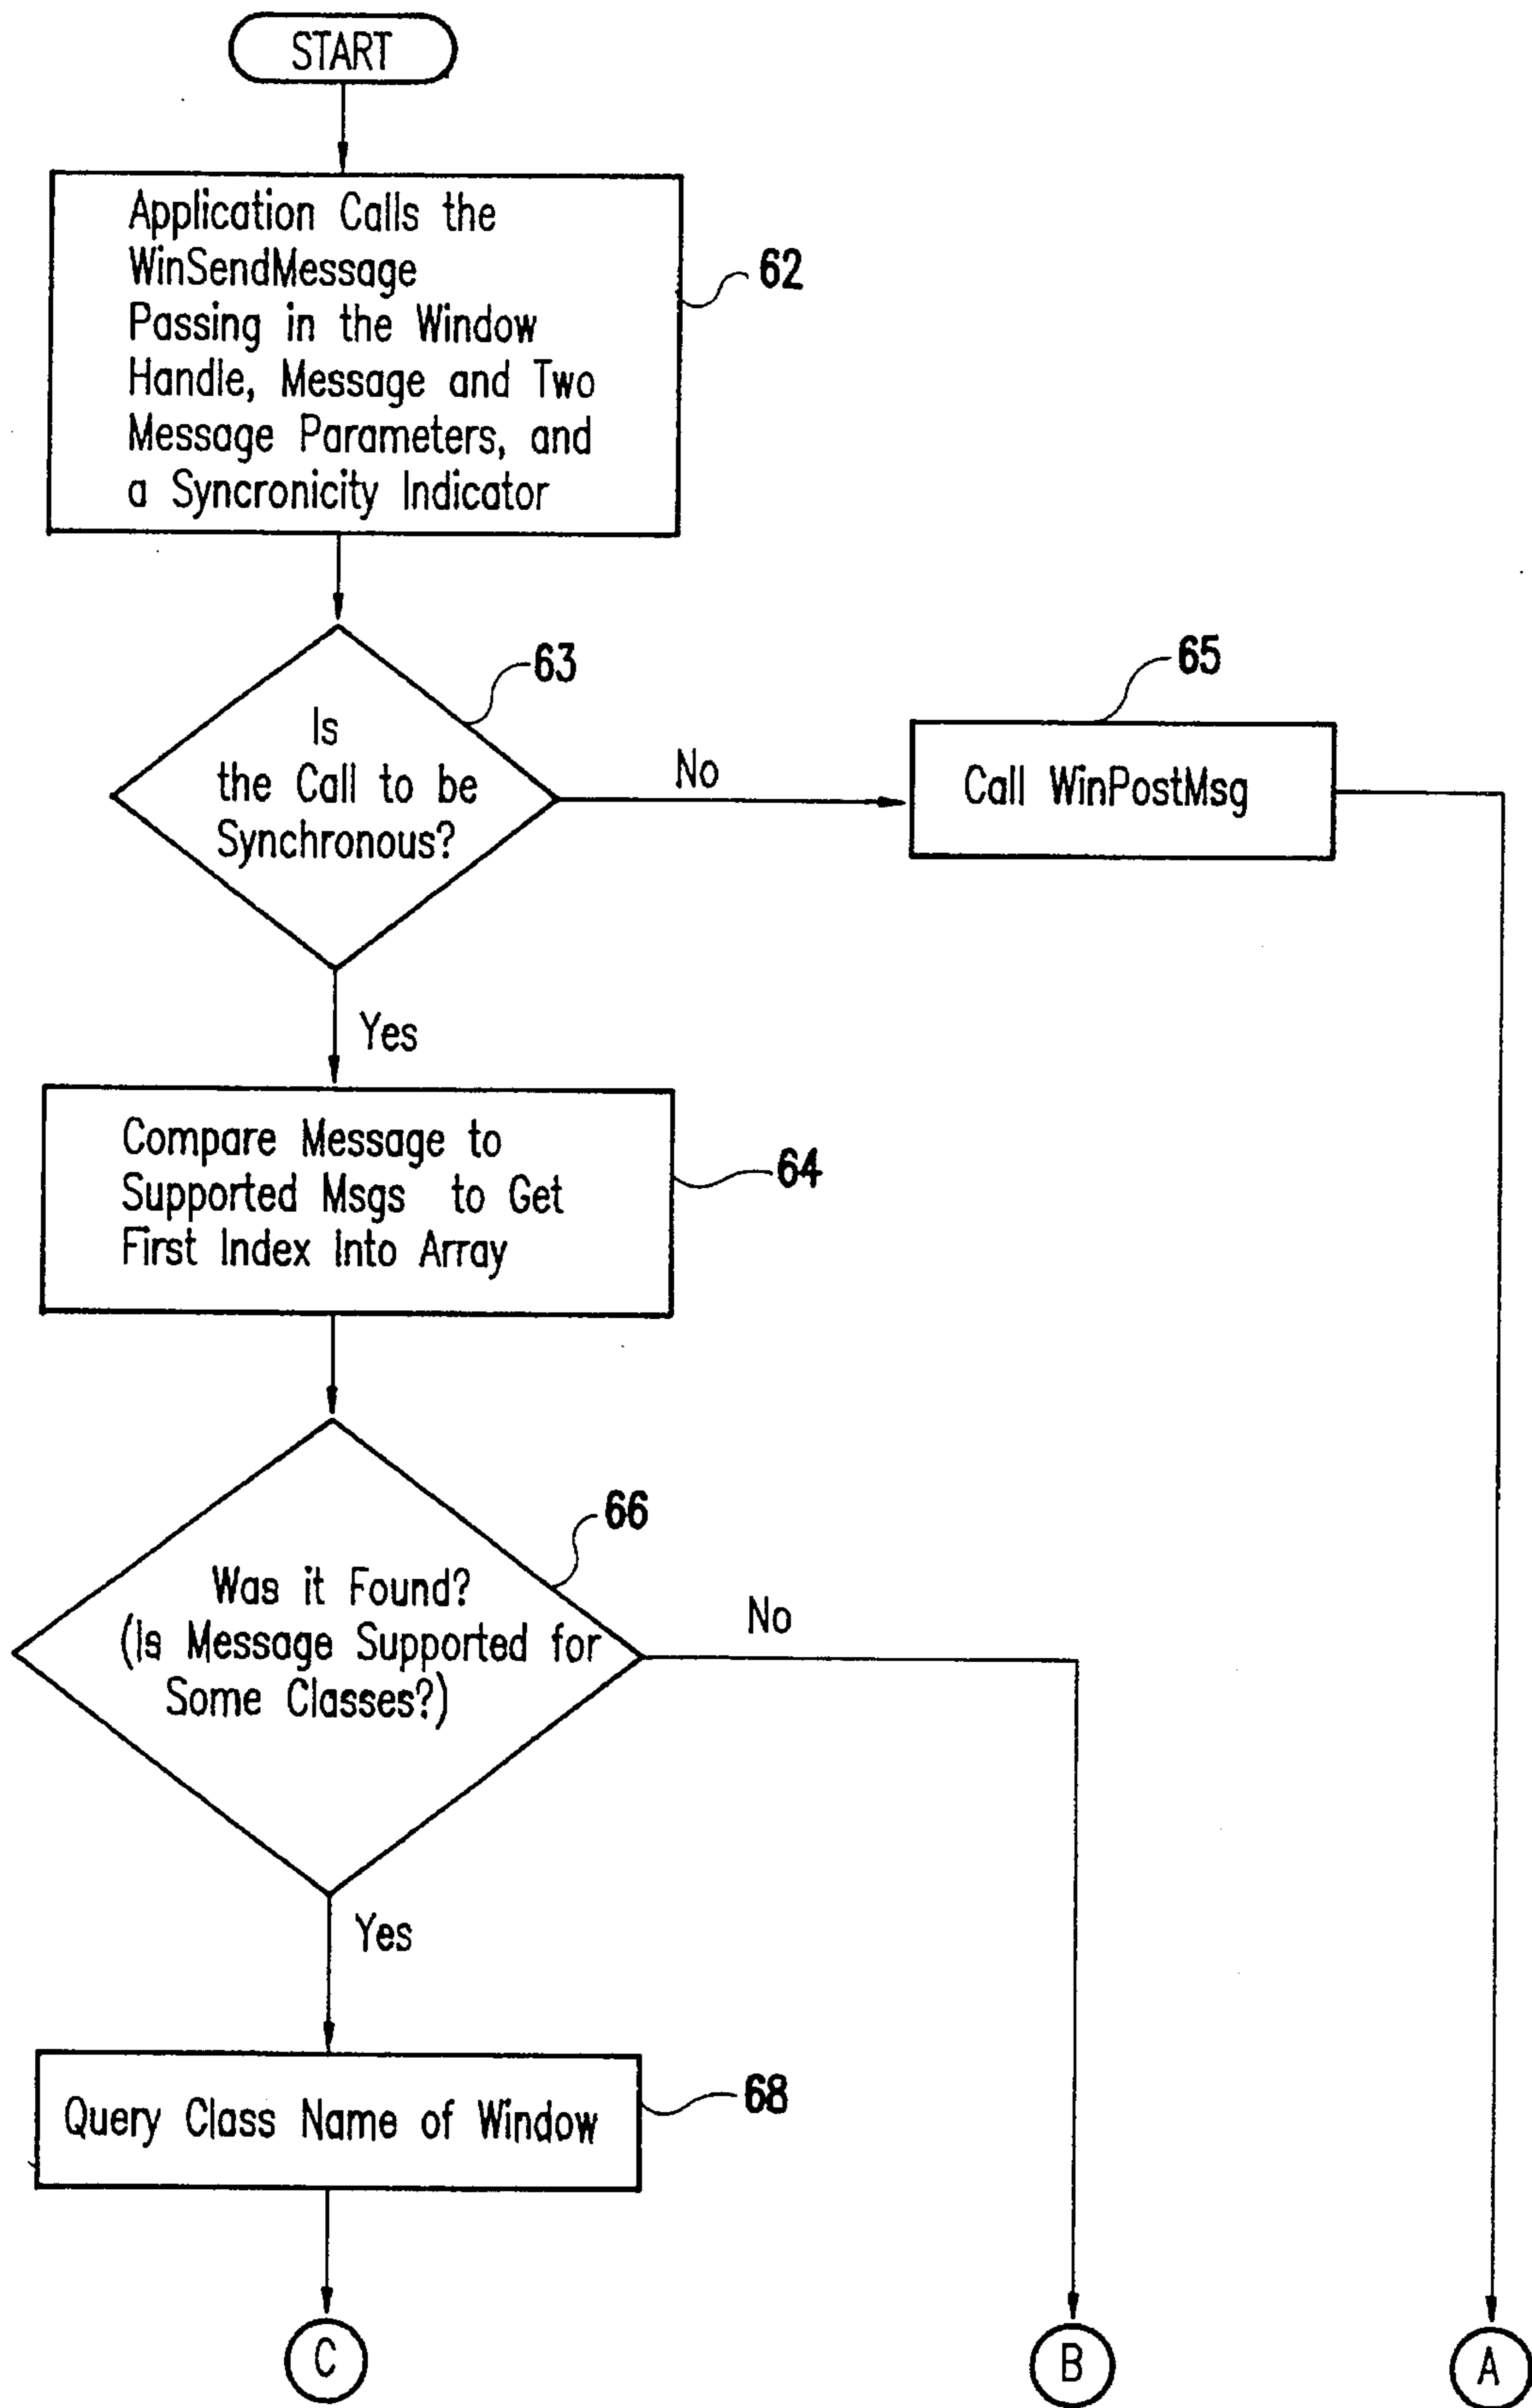 START
Application Calls the
WinSendMessage
Passing in the Window
Handle, Message and Two
Message Parameters, and
a Syncronicity Indicator
62
63
Is
the Call to be
Synchronous?
No
65
Call WinPostMsg
Yes
Compare Message to
Supported Msgs to Get
First Index Into Array
64
66
Was it Found?
(Is Message Supported for
Some Classes?)
No
Yes
Query Class Name of Window
68
C
B
A